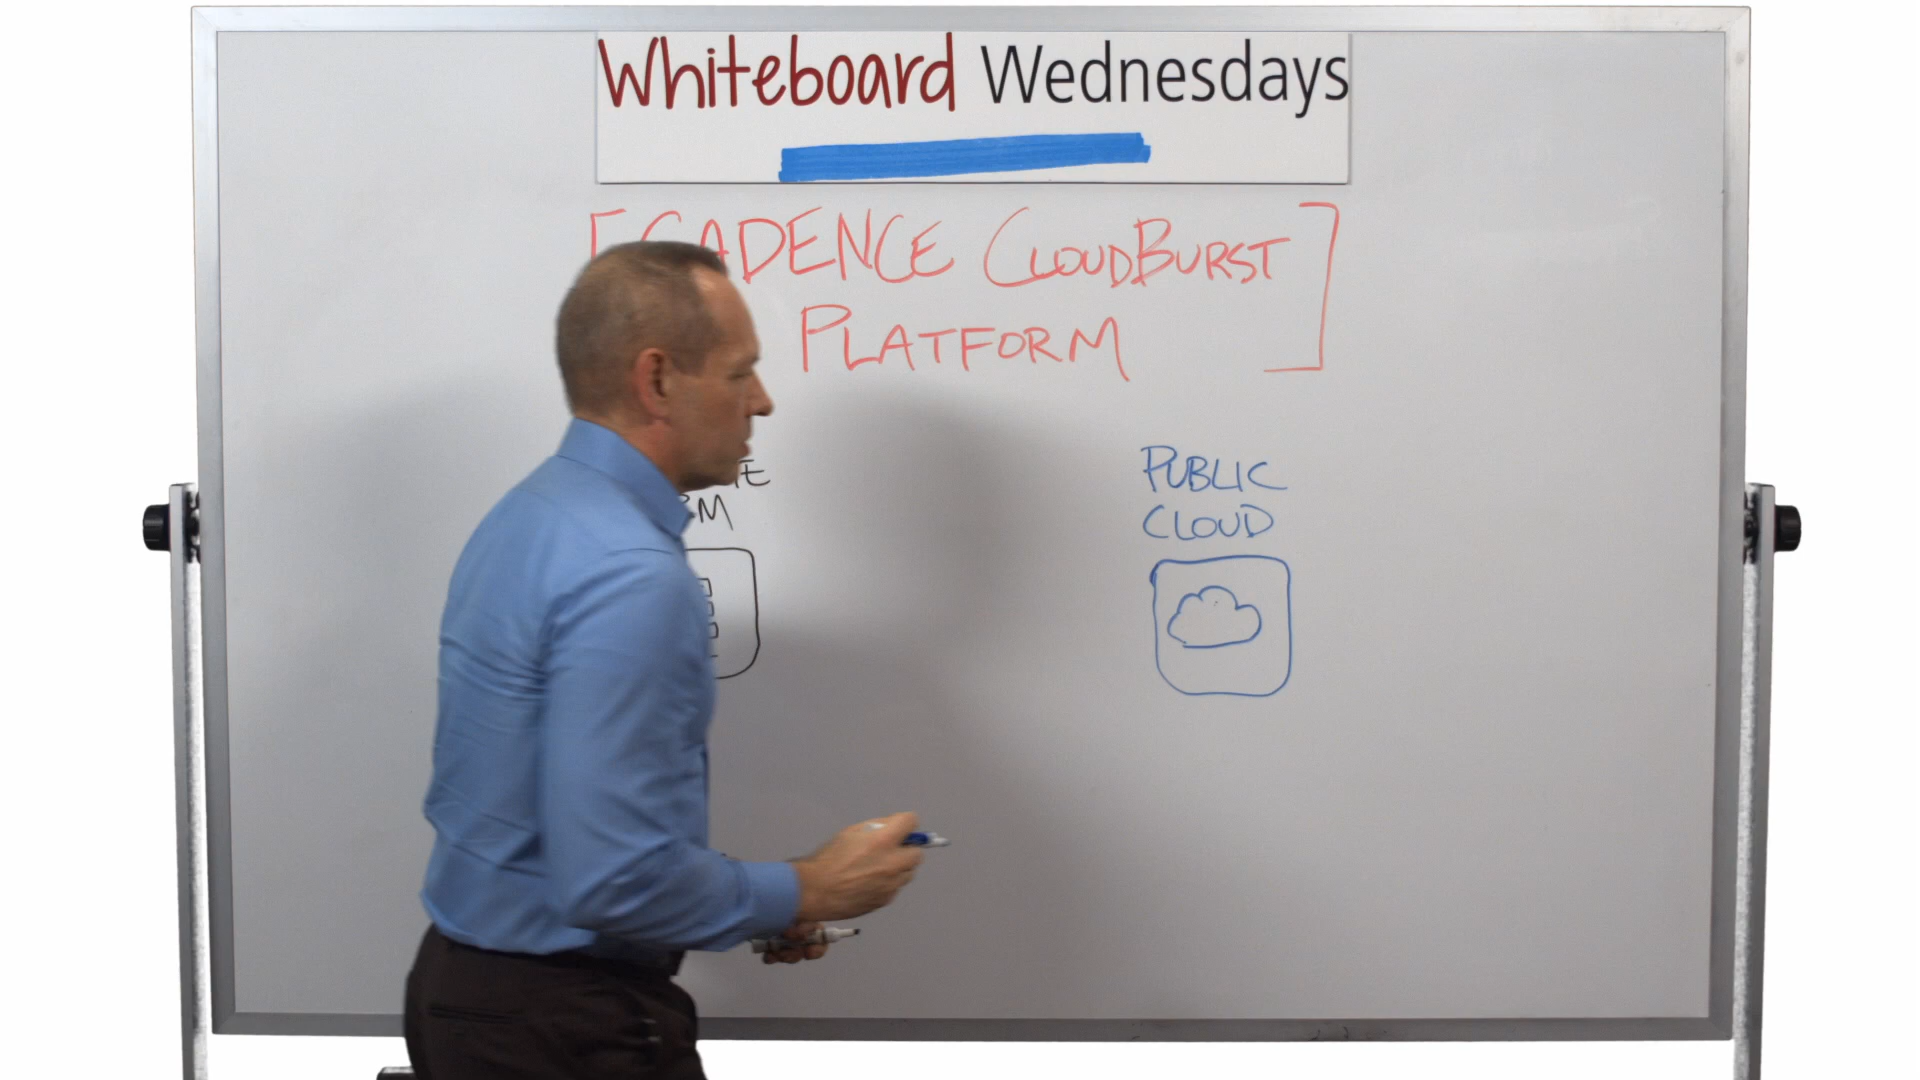 Whiteboard Wednesdays
[CADENCE CLOUDBURST
PLATFORM]
PUBLIC
CLOUD